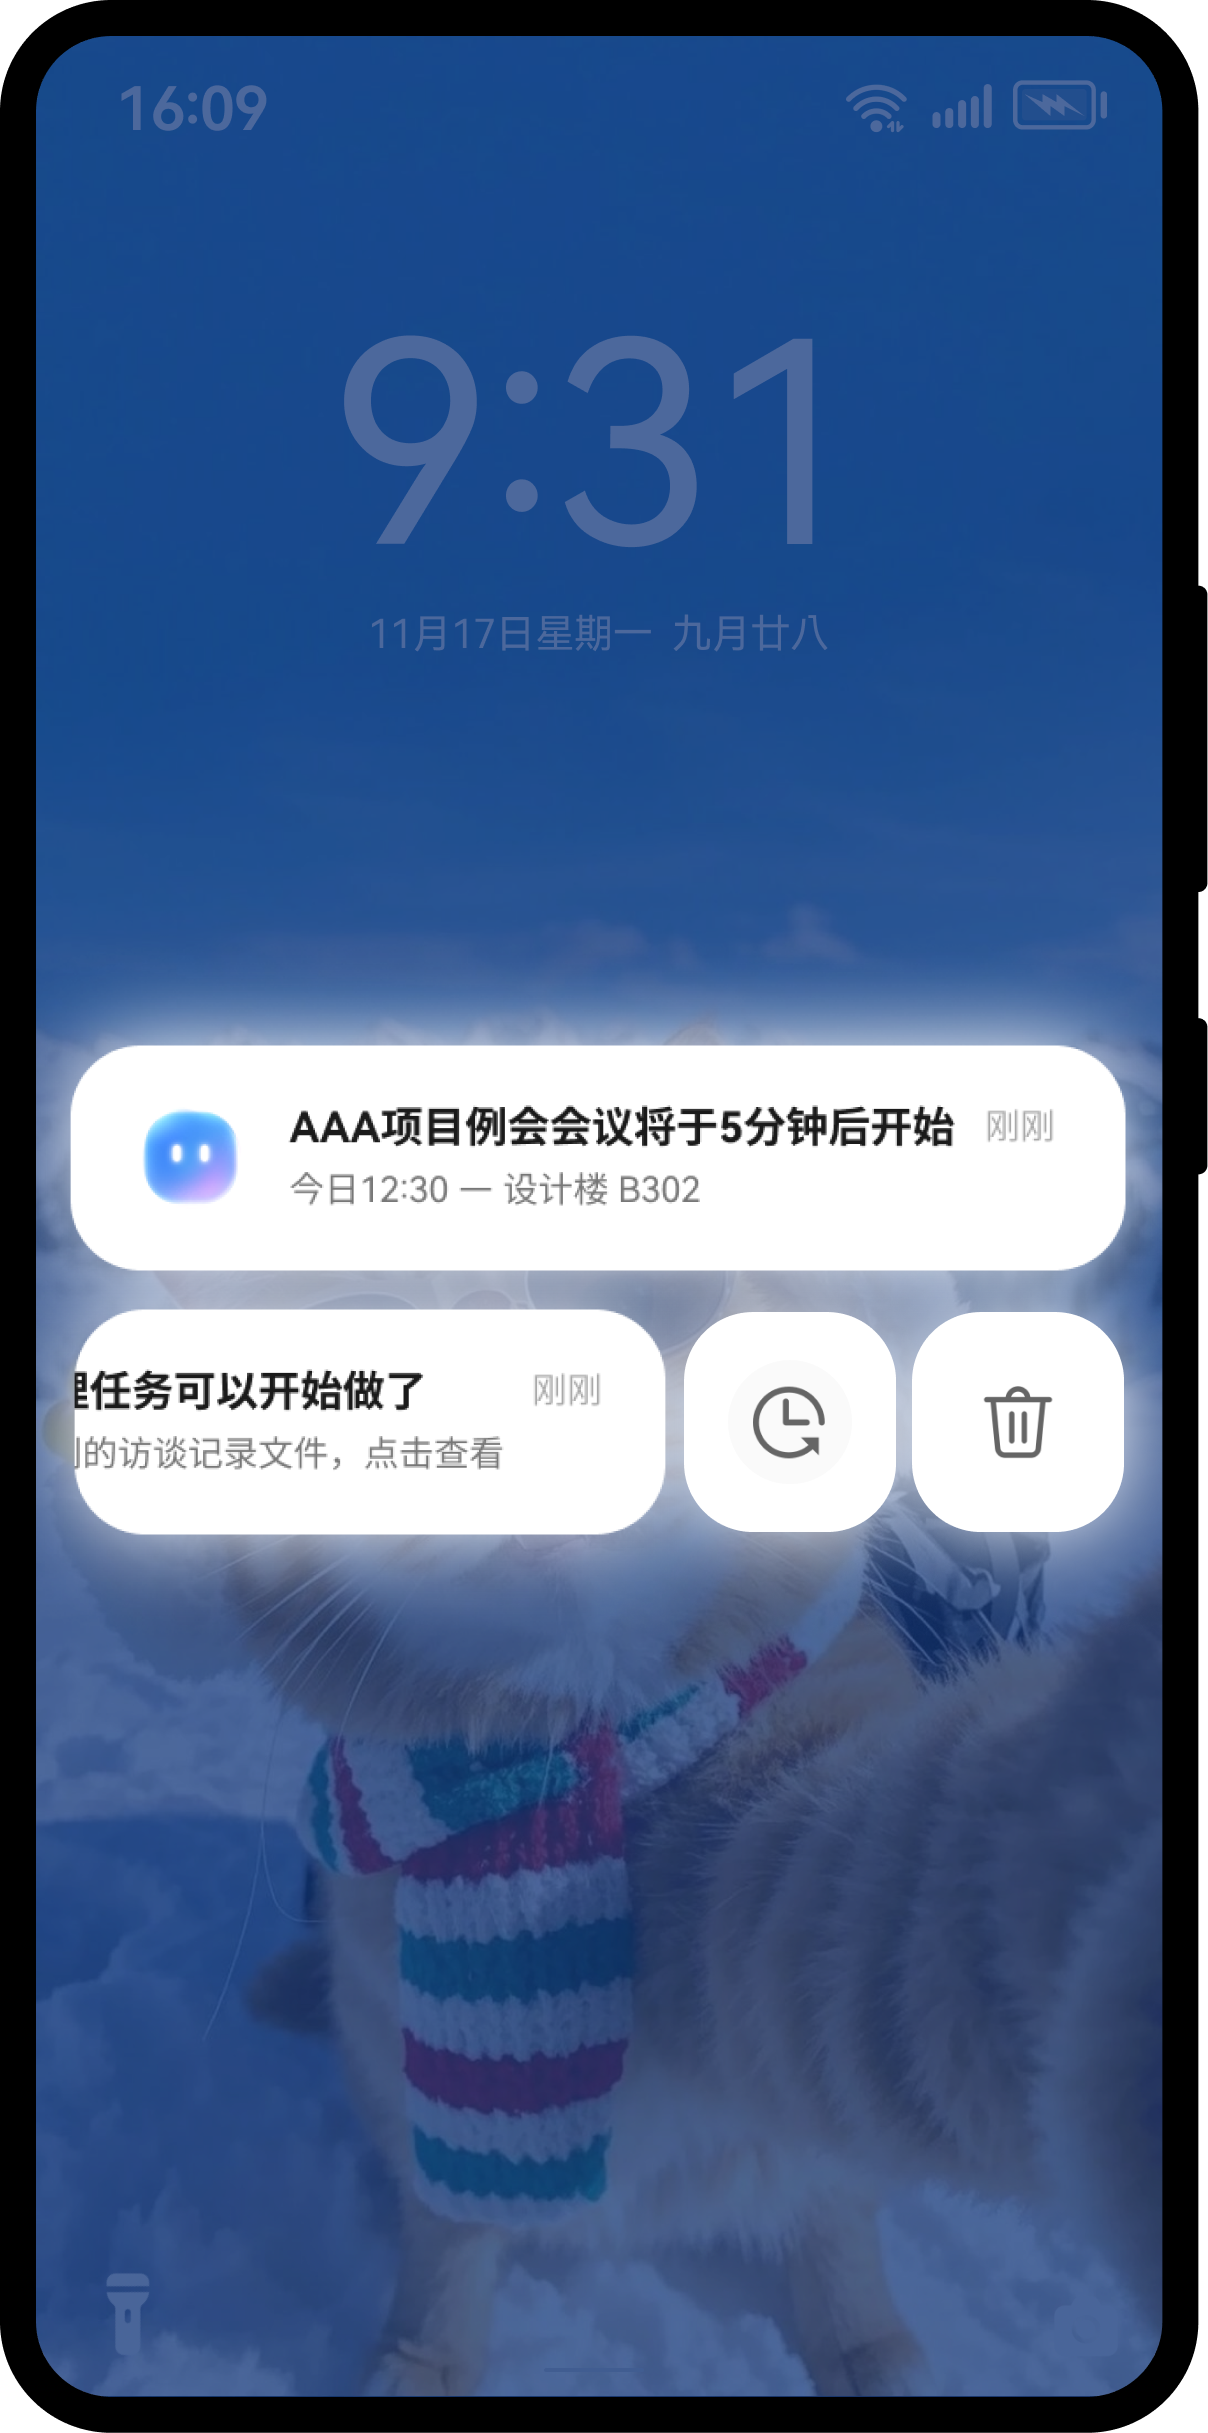 16:09
9:31
11月17日星期一 九月廿八
AAA项目例会会议将于5分钟后开始 刚刚
今日12:30 — 设计楼 B302
理任务可以开始做了 刚刚
的访谈记录文件，点击查看